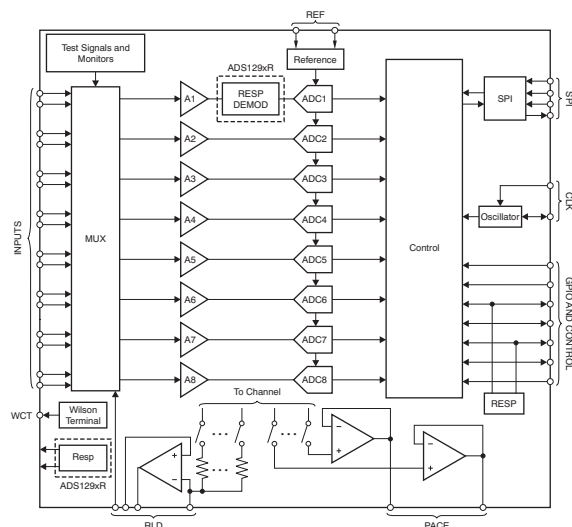 REF
Test Signals and
Monitors
ADS129xR
Reference
RESP
DEMOD
A1
ADC1
SPI
SPI
A2
ADC2
A3
ADC3
CLK
INPUTS
MUX
A4
ADC4
Control
Oscillator
A5
ADC5
A6
ADC6
GPIO AND CONTROL
A7
ADC7
A8
ADC8
RESP
To Channel
WCT
Wilson
Terminal
Resp
ADS129xR
RLD
PACE